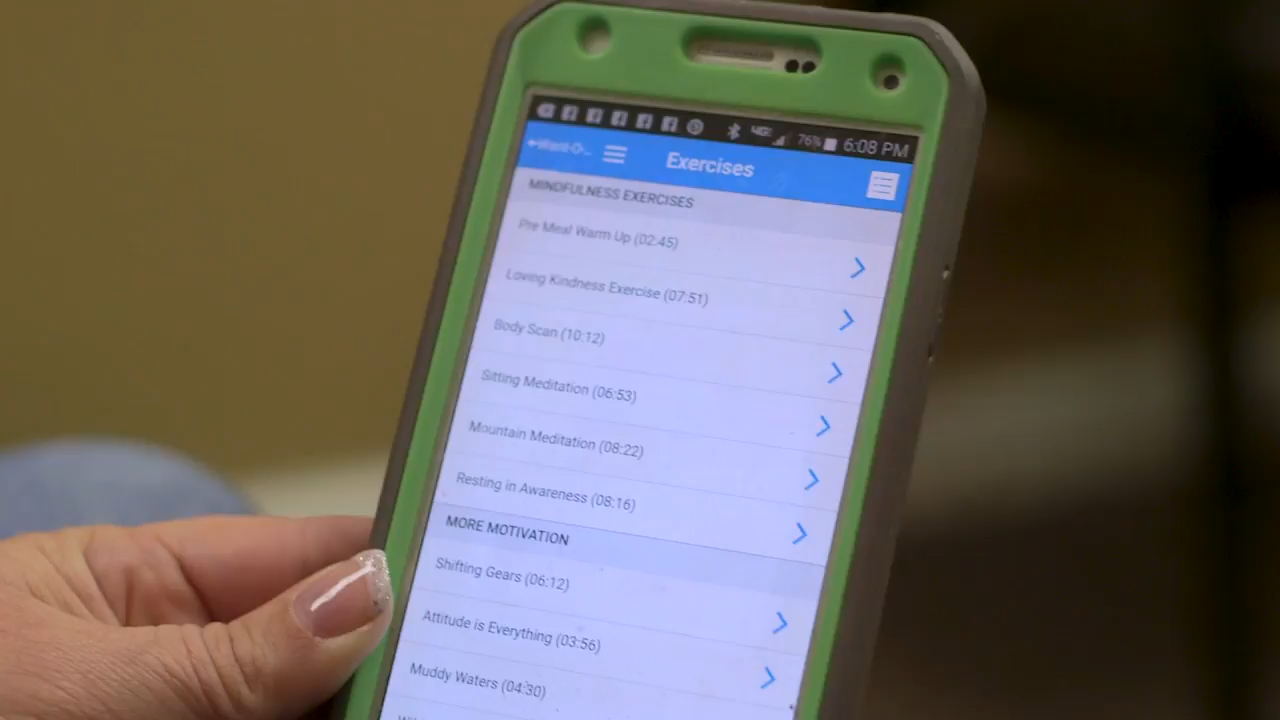 4G 76% 6:08 PM
Exercises
MINDFULNESS EXERCISES
Pre Meal Warm Up (02:45)
Loving Kindness Exercise (07:51)
Body Scan (10:12)
Sitting Meditation (06:53)
Mountain Meditation (08:22)
Resting in Awareness (08:16)
MORE MOTIVATION
Shifting Gears (06:12)
Attitude is Everything (03:56)
Muddy Waters (04:30)